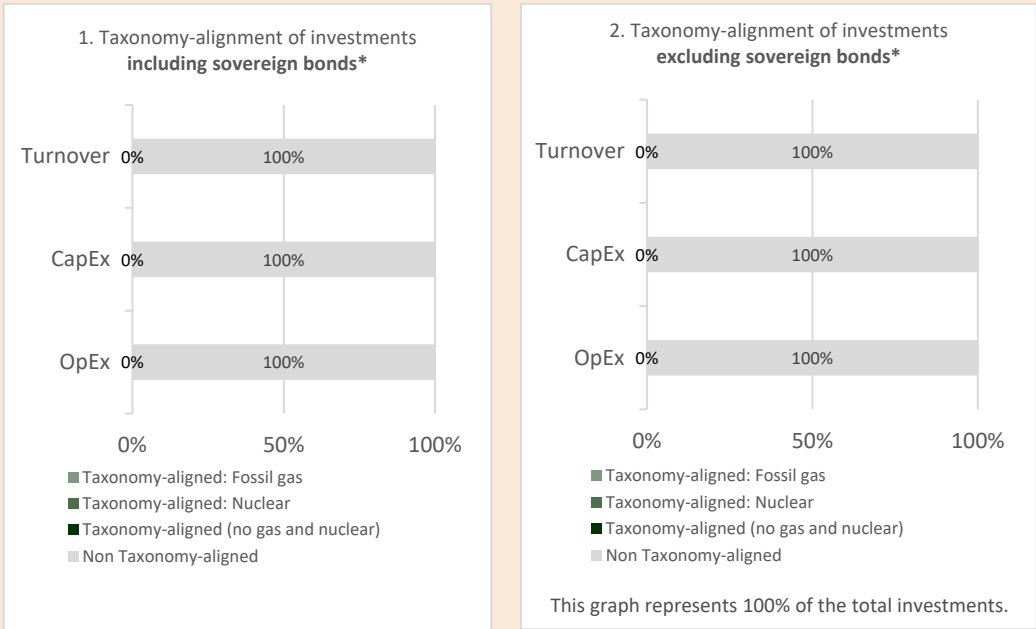 1. Taxonomy-alignment of investments
including sovereign bonds*
Turnover 0% 100%
CapEx 0% 100%
OpEx 0% 100%
0% 50% 100%
Taxonomy-aligned: Fossil gas
Taxonomy-aligned: Nuclear
Taxonomy-aligned (no gas and nuclear)
Non Taxonomy-aligned
2. Taxonomy-alignment of investments
excluding sovereign bonds*
Turnover 0% 100%
CapEx 0% 100%
OpEx 0% 100%
0% 50% 100%
Taxonomy-aligned: Fossil gas
Taxonomy-aligned: Nuclear
Taxonomy-aligned (no gas and nuclear)
Non Taxonomy-aligned
This graph represents 100% of the total investments.